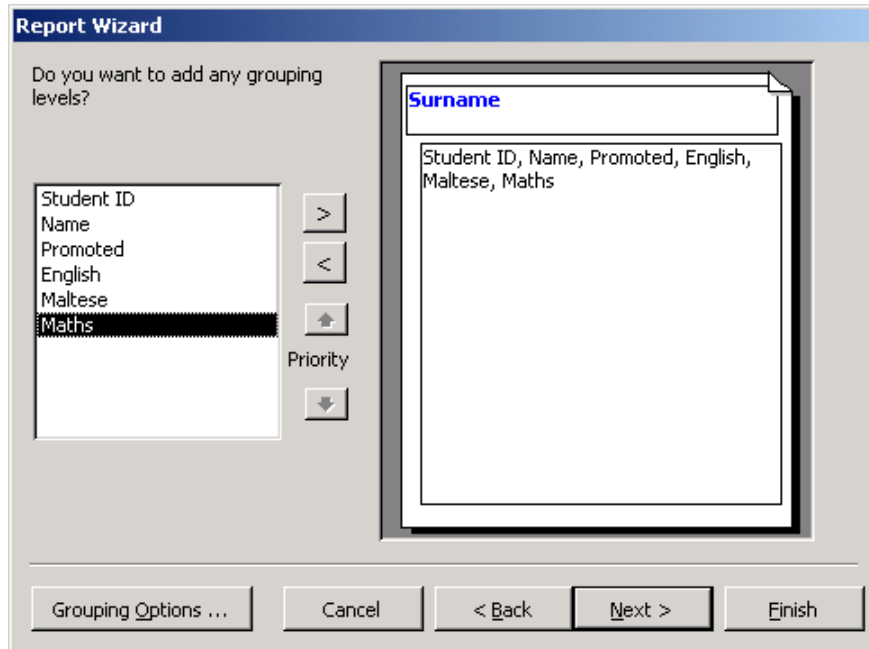 Report Wizard
Do you want to add any grouping
levels?
Student ID
Name
Promoted
English
Maltese
Maths
>
<
Priority
Surname
Student ID, Name, Promoted, English,
Maltese, Maths
Grouping Options ...
Cancel
< Back
Next >
Finish